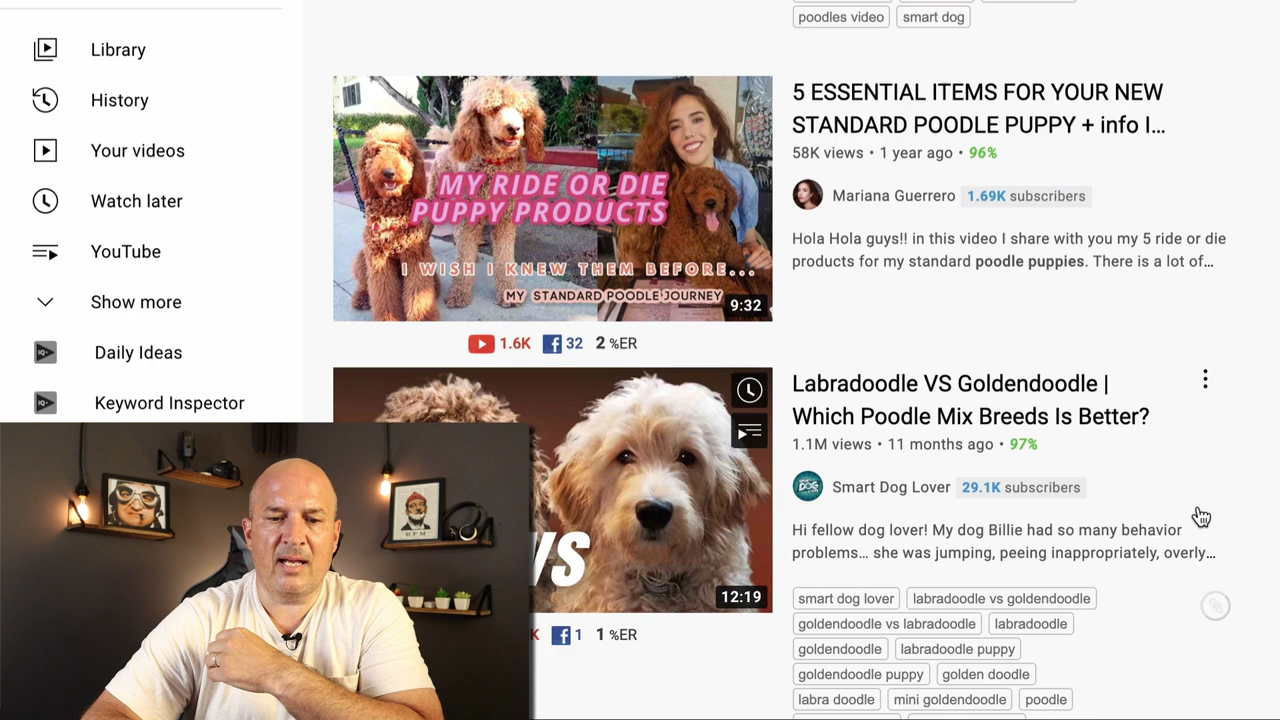 poodles video
smart dog
Library
History
Your videos
Watch later
YouTube
Show more
Daily Ideas
Keyword Inspector
MY RIDE OR DIE
PUPPY PRODUCTS
I WISH I KNEW THEM BEFORE...
MY STANDARD POODLE JOURNEY
9:32
1.6K
32
2 %ER
5 ESSENTIAL ITEMS FOR YOUR NEW
STANDARD POODLE PUPPY + info I...
58K views • 1 year ago • 96%
Mariana Guerrero 1.69K subscribers
Hola Hola guys!! in this video I share with you my 5 ride or die
products for my standard poodle puppies. There is a lot of...
VS
12:19
K
1
1 %ER
Labradoodle VS Goldendoodle |
Which Poodle Mix Breeds Is Better?
1.1M views • 11 months ago • 97%
Smart Dog Lover 29.1K subscribers
Hi fellow dog lover! My dog Billie had so many behavior
problems... she was jumping, peeing inappropriately, overly...
smart dog lover
labradoodle vs goldendoodle
goldendoodle vs labradoodle
labradoodle
goldendoodle
labradoodle puppy
goldendoodle puppy
golden doodle
labra doodle
mini goldendoodle
poodle